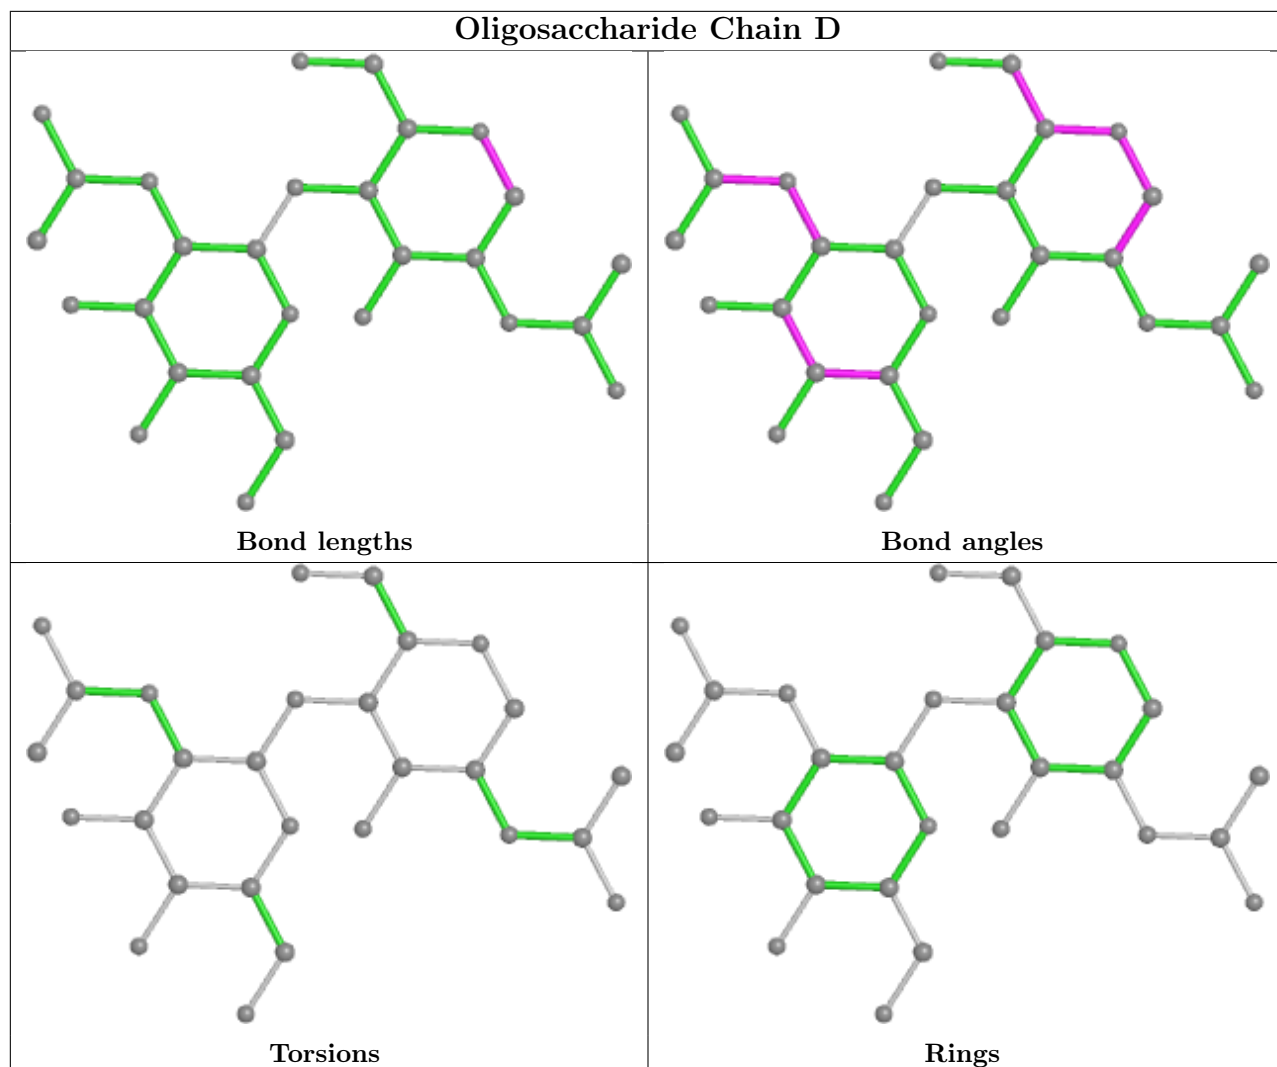 Oligosaccharide Chain D
Bond lengths
Bond angles
Torsions
Rings